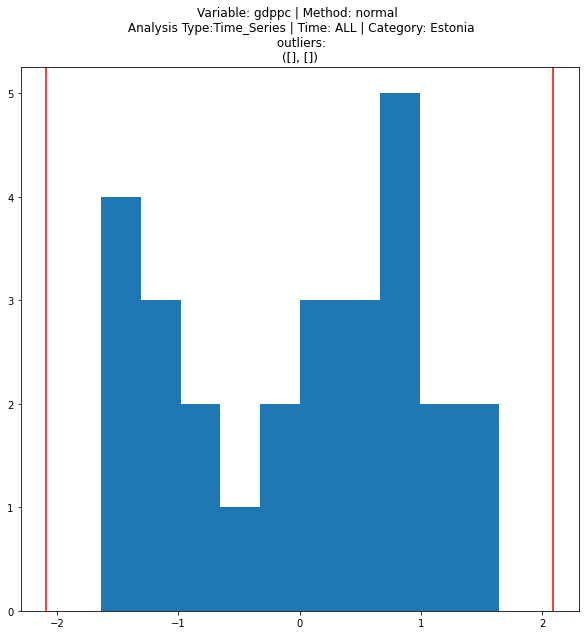 Variable: gdppc | Method: normal
Analysis Type:Time_Series | Time: ALL | Category: Estonia
outliers:
([], [])
5
4
3
2
1
0
−2 −1 0 1 2